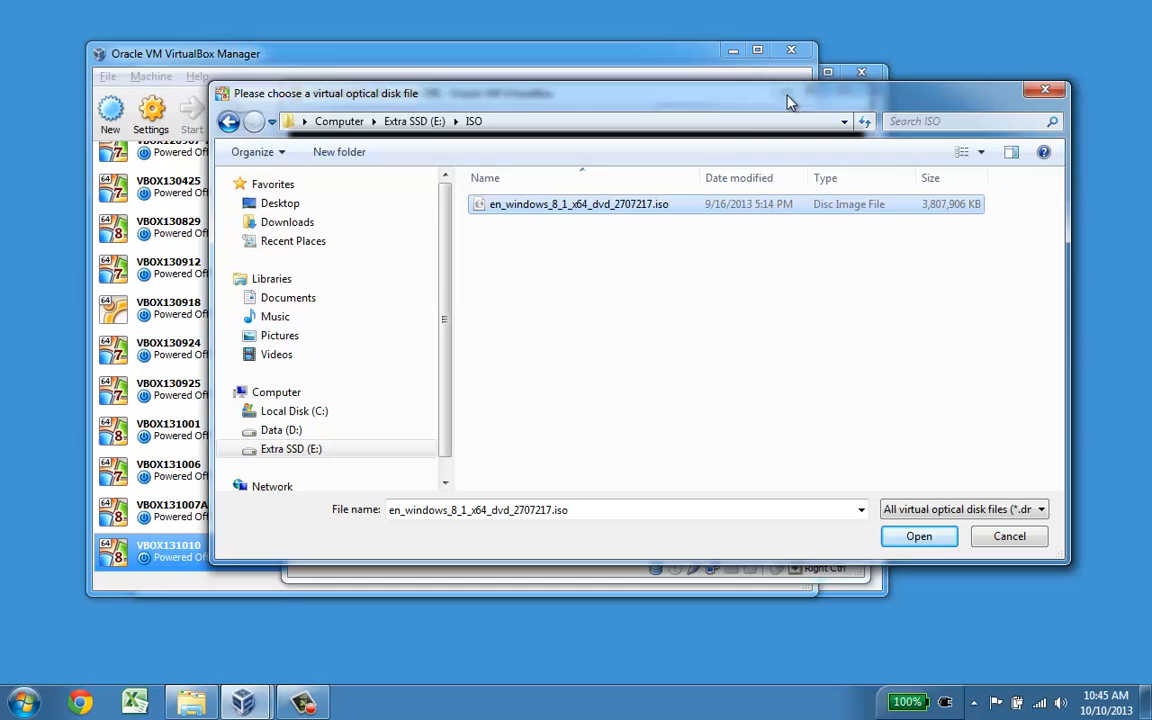 Oracle VM VirtualBox Manager
File Machine Help
Please choose a virtual optical disk file
Computer Extra SSD (E:) ISO
Search ISO
New Settings Start
Organize New folder
Powered Off
VBOX130425
Powered Off
VBOX130829
Powered Off
VBOX130912
Powered Off
VBOX130918
Powered Off
VBOX130924
Powered Off
VBOX130925
Powered Off
VBOX131001
Powered Off
VBOX131006
Powered Off
VBOX131007A
Powered Off
VBOX131010
Powered Off
Favorites
Desktop
Downloads
Recent Places
Libraries
Documents
Music
Pictures
Videos
Computer
Local Disk (C:)
Data (D:)
Extra SSD (E:)
Network
Name Date modified Type Size
en_windows_8_1_x64_dvd_2707217.iso 9/16/2013 5:14 PM Disc Image File 3,807,906 KB
File name: en_windows_8_1_x64_dvd_2707217.iso All virtual optical disk files (*.dr
Open Cancel
Right Ctrl
100%
10:45 AM
10/10/2013